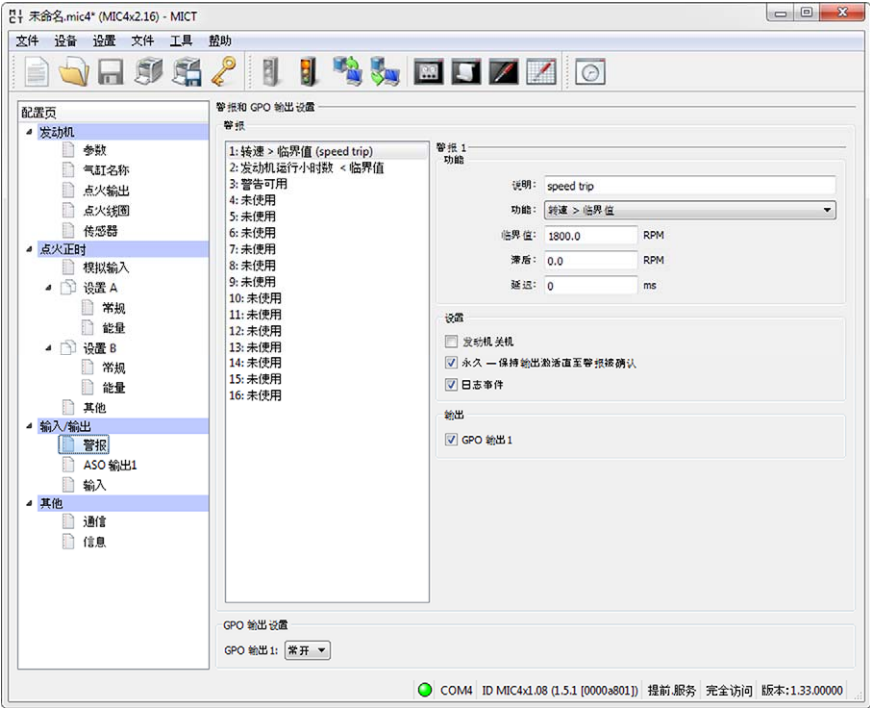 未命名.mic4* (MIC4x2.16) - MICT
文件 设备 设置 文件 工具 帮助
配置页
发动机
参数
气缸名称
点火输出
点火线圈
传感器
点火正时
模拟输入
设置 A
常规
能量
设置 B
常规
能量
其他
输入/输出
警报
ASO 输出1
输入
其他
通信
信息
警报和 GPO 输出设置
警报
1: 转速 > 临界值 (speed trip)
2: 发动机运行小时数 < 临界值
3: 警告可用
4: 未使用
5: 未使用
6: 未使用
7: 未使用
8: 未使用
9: 未使用
10: 未使用
11: 未使用
12: 未使用
13: 未使用
14: 未使用
15: 未使用
16: 未使用
警报 1
功能
说明: speed trip
功能: 转速 > 临界值
临界值: 1800.0 RPM
滞后: 0.0 RPM
延迟: 0 ms
设置
发动机关机
永久 — 保持输出激活直至警报被确认
日志事件
输出
GPO 输出1
GPO 输出设置
GPO 输出1: 常开
COM4 ID MIC4x1.08 (1.5.1 [0000a801]) 提前.服务 完全访问 版本:1.33.00000